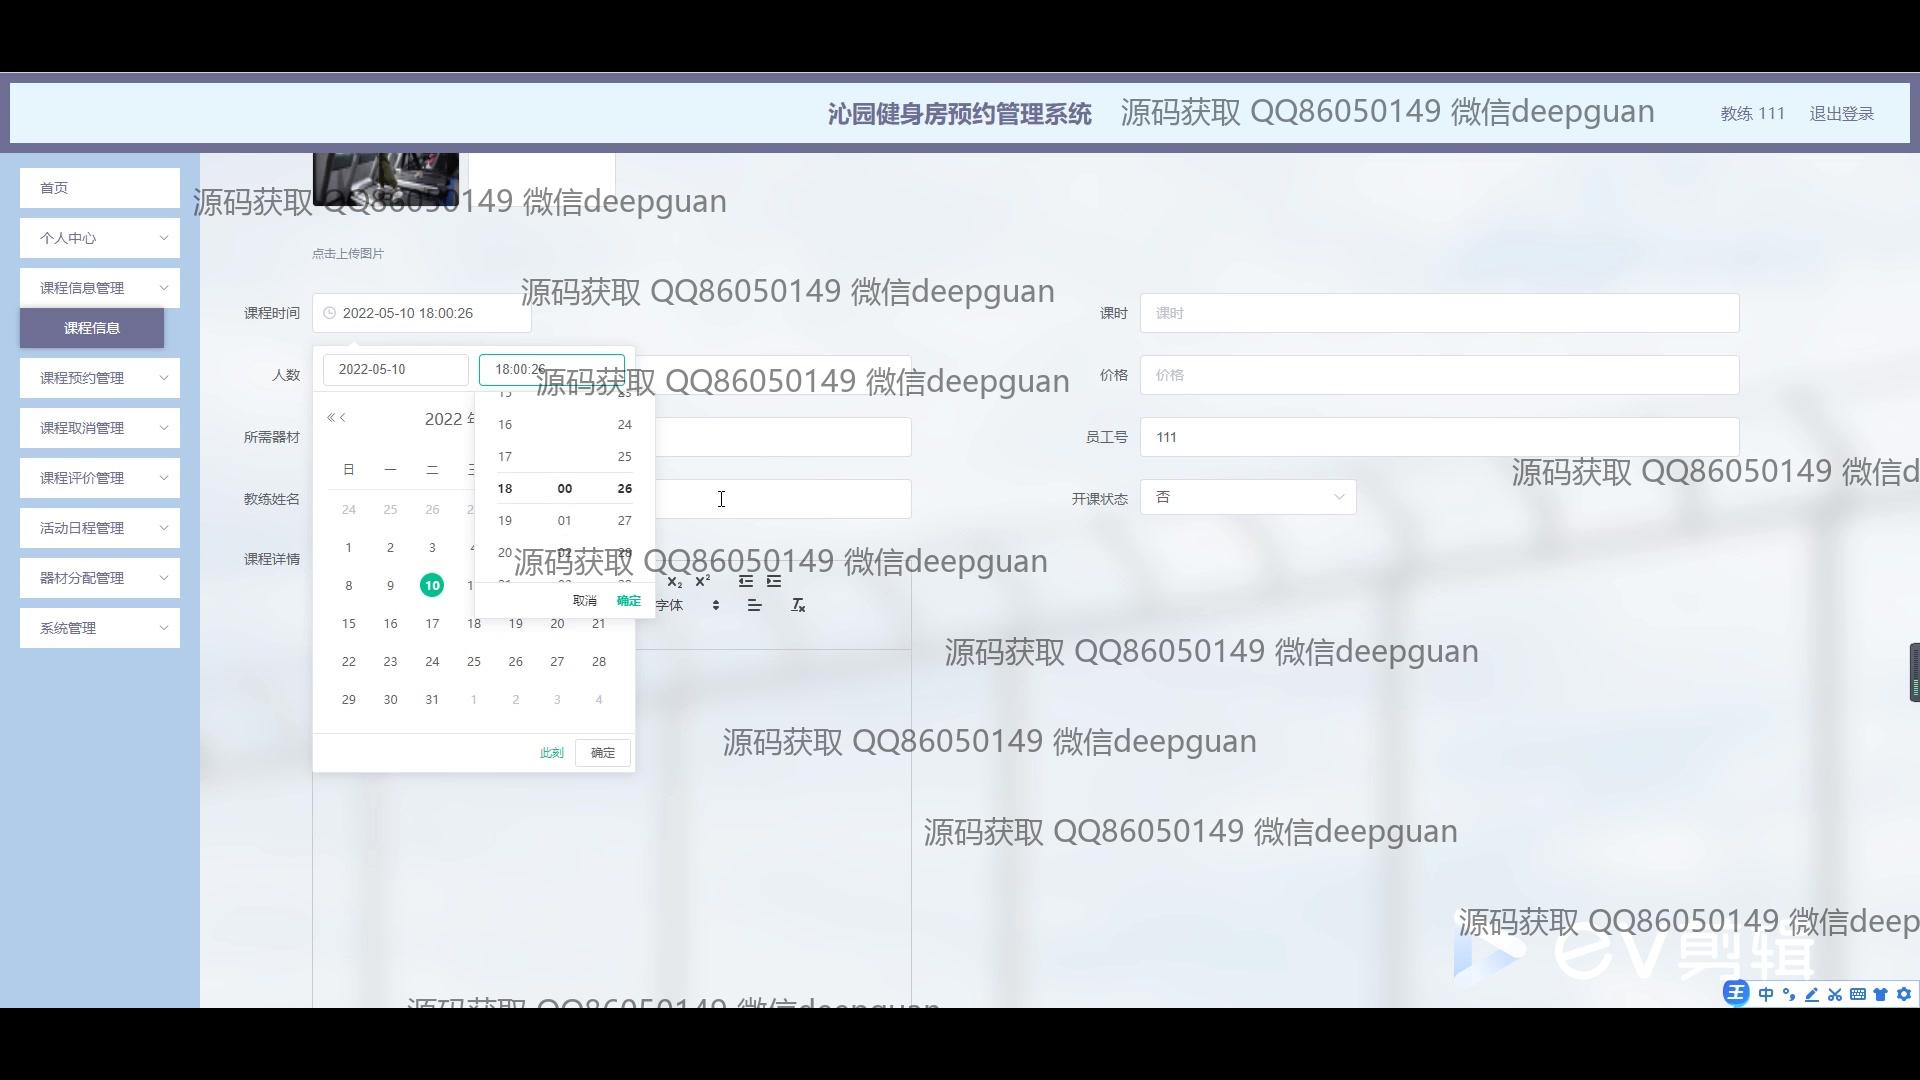 沁园健身房预约管理系统 源码获取 QQ86050149 微信deepguan 教练 111 退出登录
首页
源码获取 QQ86050149 微信deepguan
个人中心
点击上传图片
课程信息管理
源码获取 QQ86050149 微信deepguan
课程时间 2022-05-10 18:00:26 课时 课时
课程信息
2022-05-10 18:00:26
人数 价格 价格
课程预约管理
源码获取 QQ86050149 微信deepguan
15 23
2022 年
16 24
课程取消管理
所需器材 员工号 111
17 25
日 一 二 三
源码获取 QQ86050149 微信d
课程评价管理
18 00 26
教练姓名 开课状态 否
24 25 26 2
19 01 27
活动日程管理
1 2 3 4
20 02 28
课程详情
源码获取 QQ86050149 微信deepguan
8 9 10 1
器材分配管理
取消 确定
字体
15 16 17 18 19 20 21
系统管理
源码获取 QQ86050149 微信deepguan
22 23 24 25 26 27 28
29 30 31 1 2 3 4
源码获取 QQ86050149 微信deepguan
此刻 确定
源码获取 QQ86050149 微信deepguan
源码获取 QQ86050149 微信deep
ev剪辑
王 中
源码获取 QQ86050149 微信deepguan